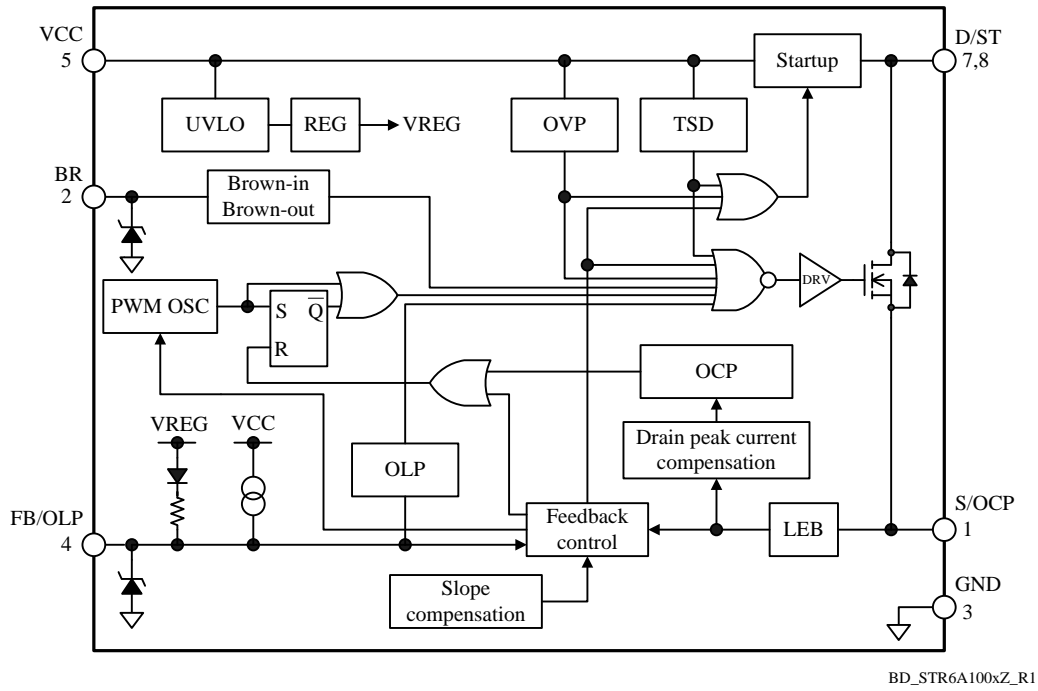 VCC
5
D/ST
7,8
Startup
UVLO
REG
VREG
OVP
TSD
BR
2
Brown-in
Brown-out
PWM OSC
S
Q
R
DRV
OCP
VREG
VCC
Drain peak current
compensation
OLP
FB/OLP
4
Feedback
control
LEB
S/OCP
1
Slope
compensation
GND
3
BD_STR6A100xZ_R1